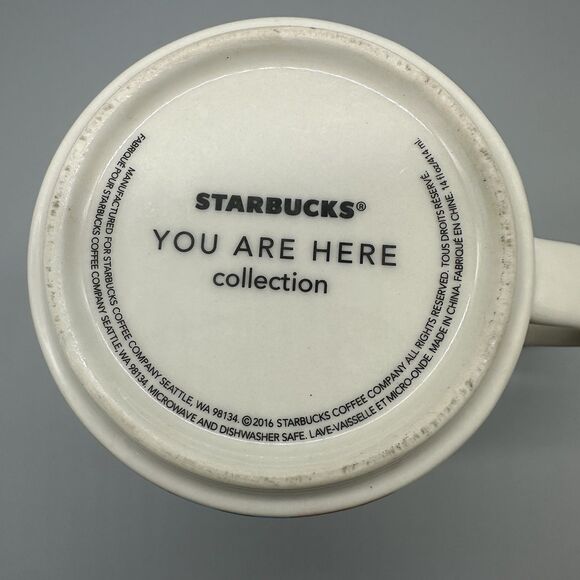 STARBUCKS®
YOU ARE HERE
collection
MANUFACTURED FOR STARBUCKS COFFEE COMPANY SEATTLE, WA 98134. ©2016 STARBUCKS COFFEE COMPANY ALL RIGHTS RESERVED. TOUS DROITS RÉSERVÉ.
FABRIQUÉ POUR STARBUCKS COFFEE COMPANY SEATTLE, WA 98134. MICROWAVE AND DISHWASHER SAFE. LAVE-VAISSELLE ET MICRO-ONDE. MADE IN CHINA. FABRIQUÉ EN CHINE. 14 fl oz/414 ml.